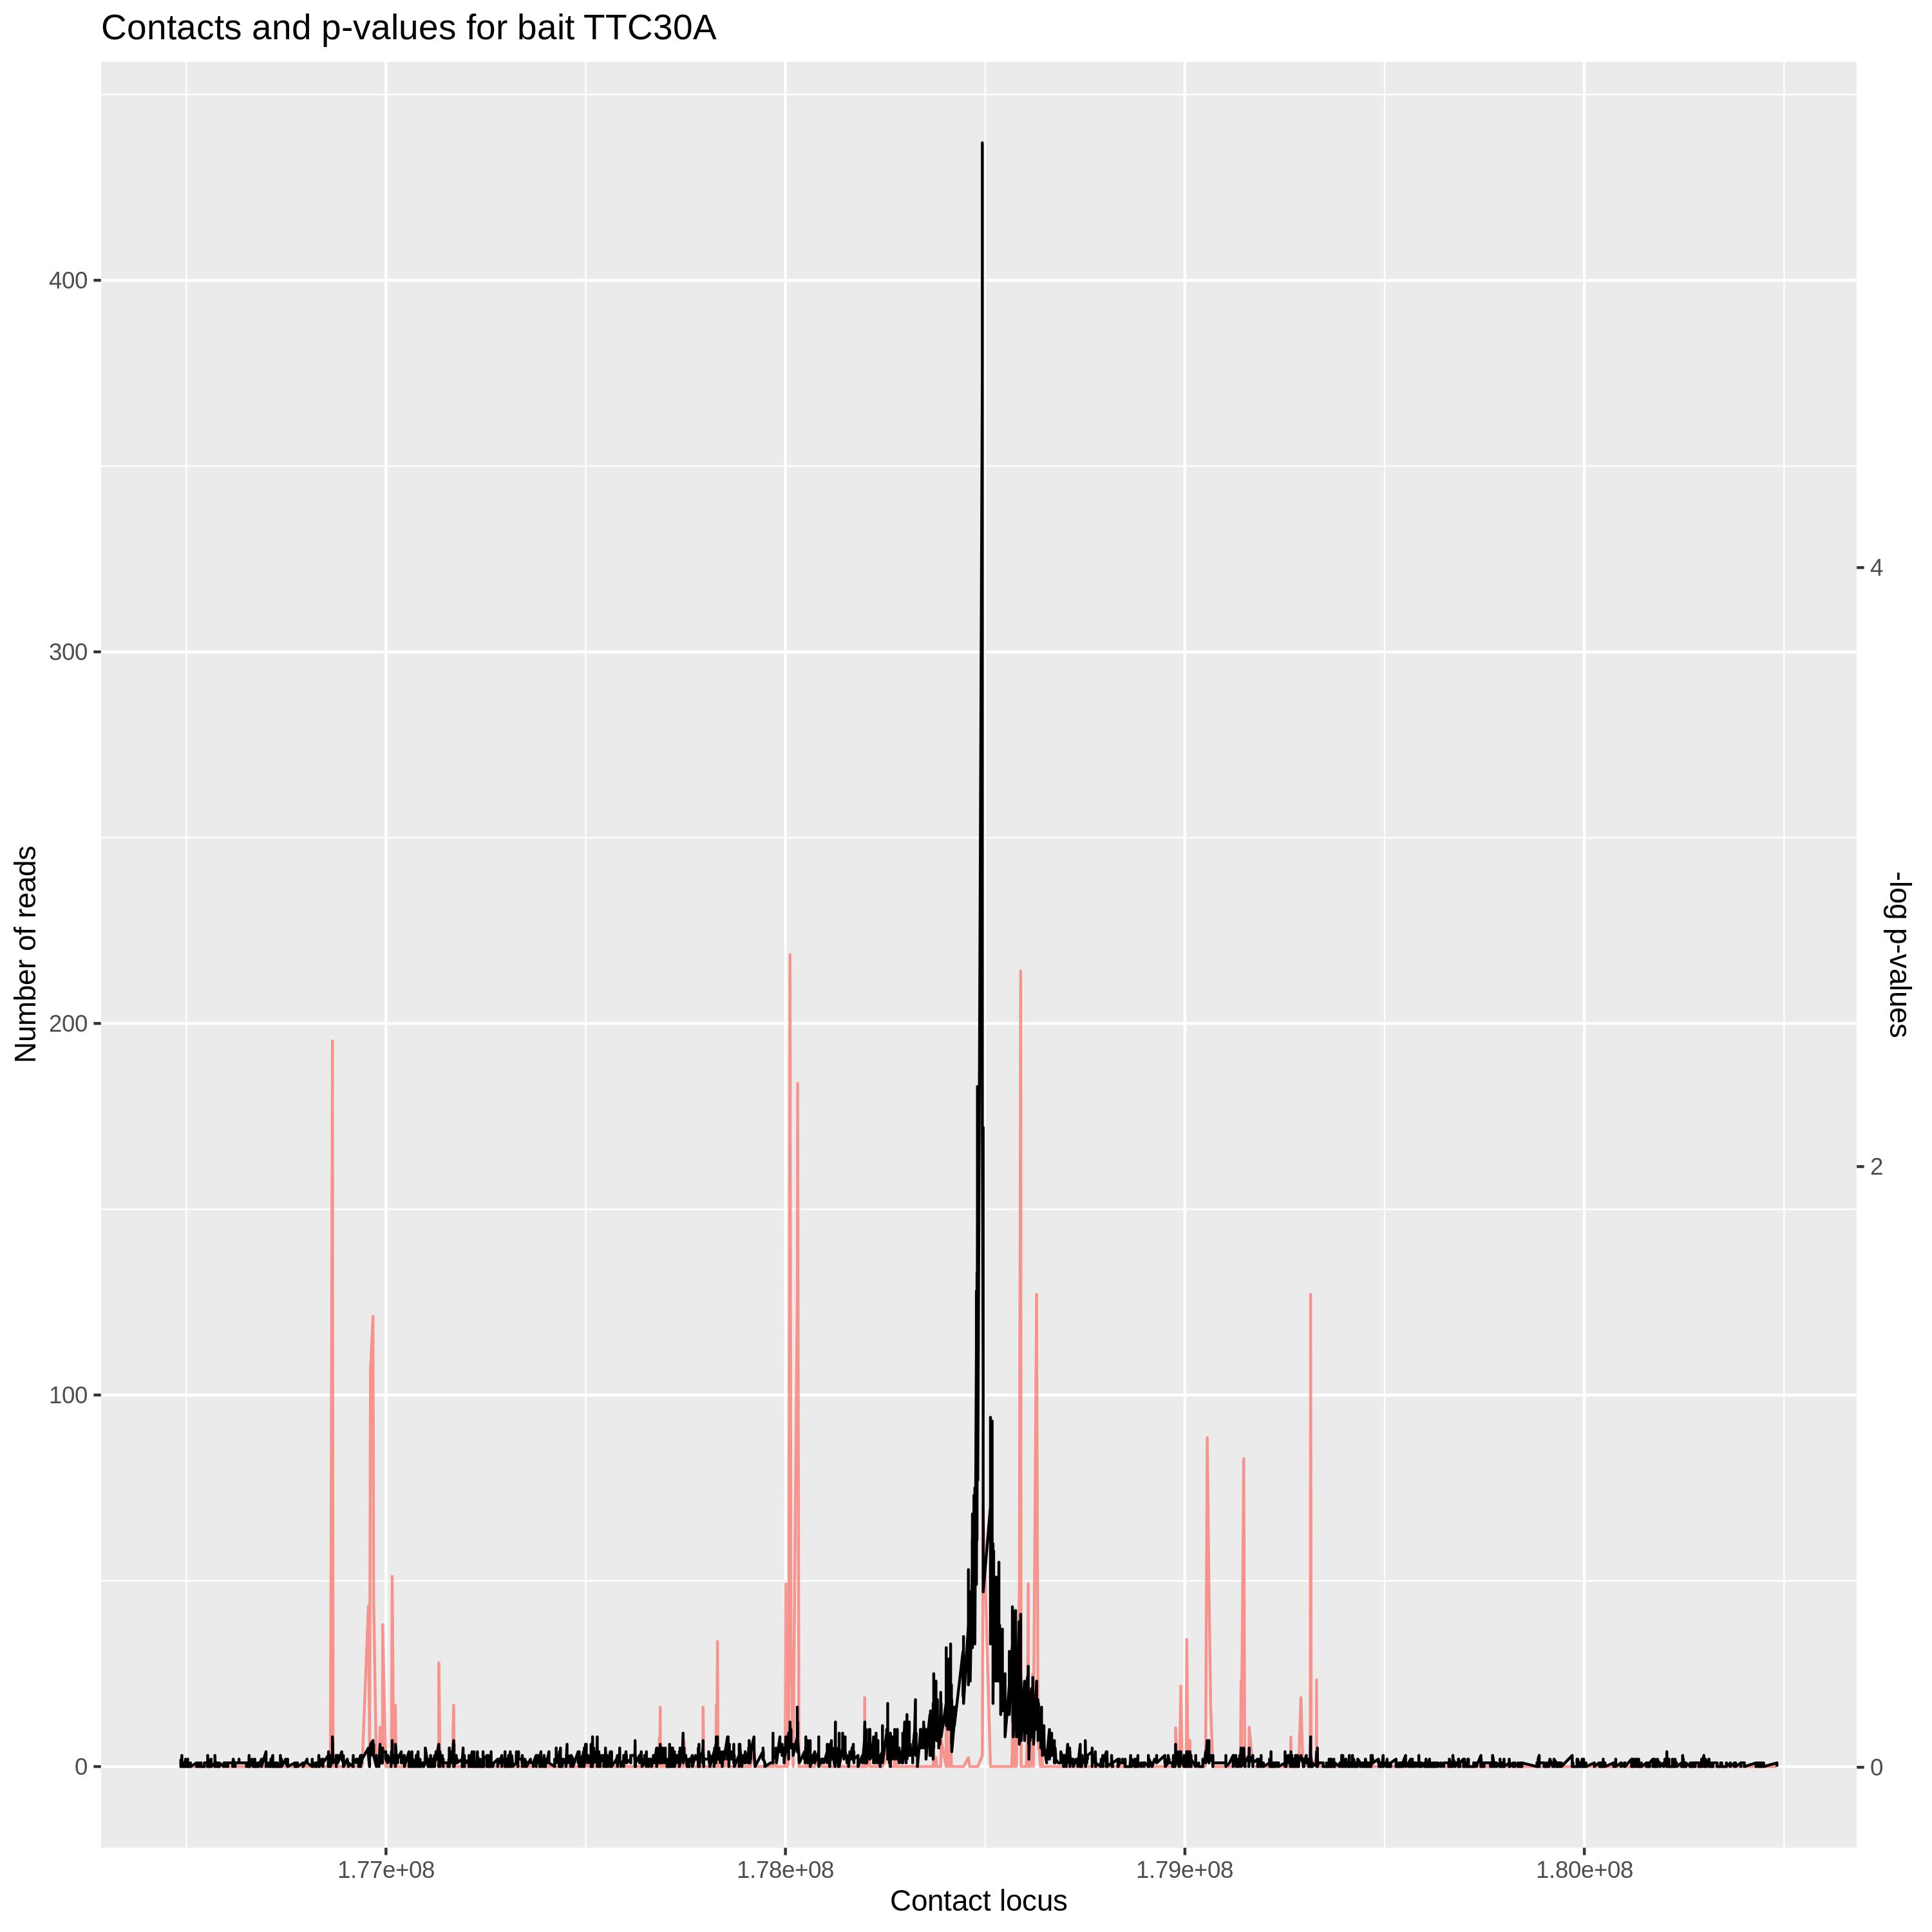 Contacts and p-values for bait TTC30A
400
300
200
100
0
Number of reads
4
2
0
-log p-values
1.77e+08
1.78e+08
1.79e+08
1.80e+08
Contact locus